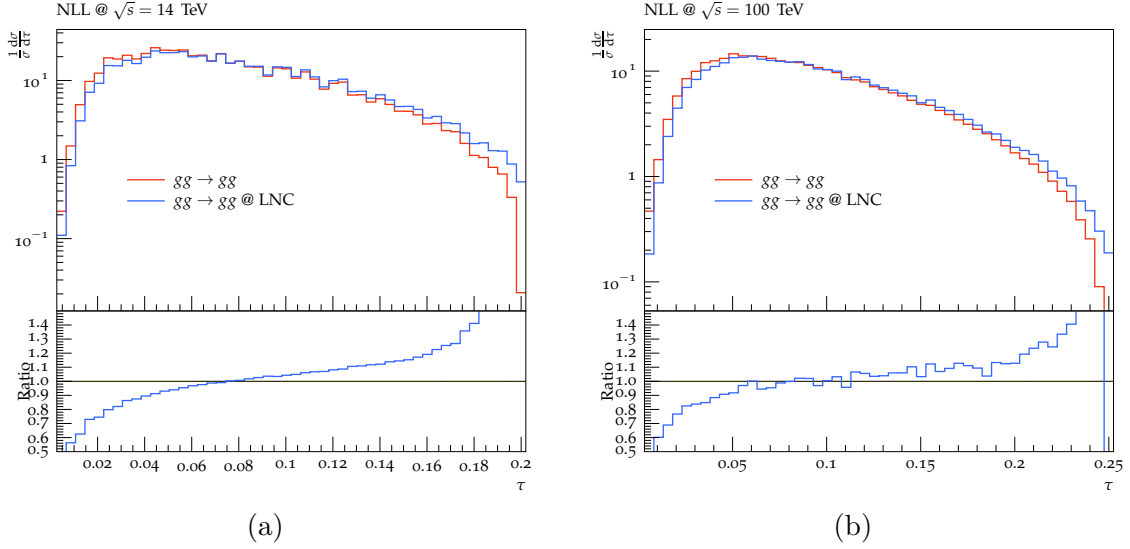 NLL @ √s = 14 TeV
1/σ dσ/dτ
10^1
1
10^−1
gg → gg
gg → gg @ LNC
Ratio
1.4
1.3
1.2
1.1
1.0
0.9
0.8
0.7
0.6
0.5
0.02 0.04 0.06 0.08 0.1 0.12 0.14 0.16 0.18 0.2
τ
(a)
NLL @ √s = 100 TeV
1/σ dσ/dτ
10^1
1
10^−1
gg → gg
gg → gg @ LNC
Ratio
1.4
1.3
1.2
1.1
1.0
0.9
0.8
0.7
0.6
0.5
0.05 0.1 0.15 0.2 0.25
τ
(b)